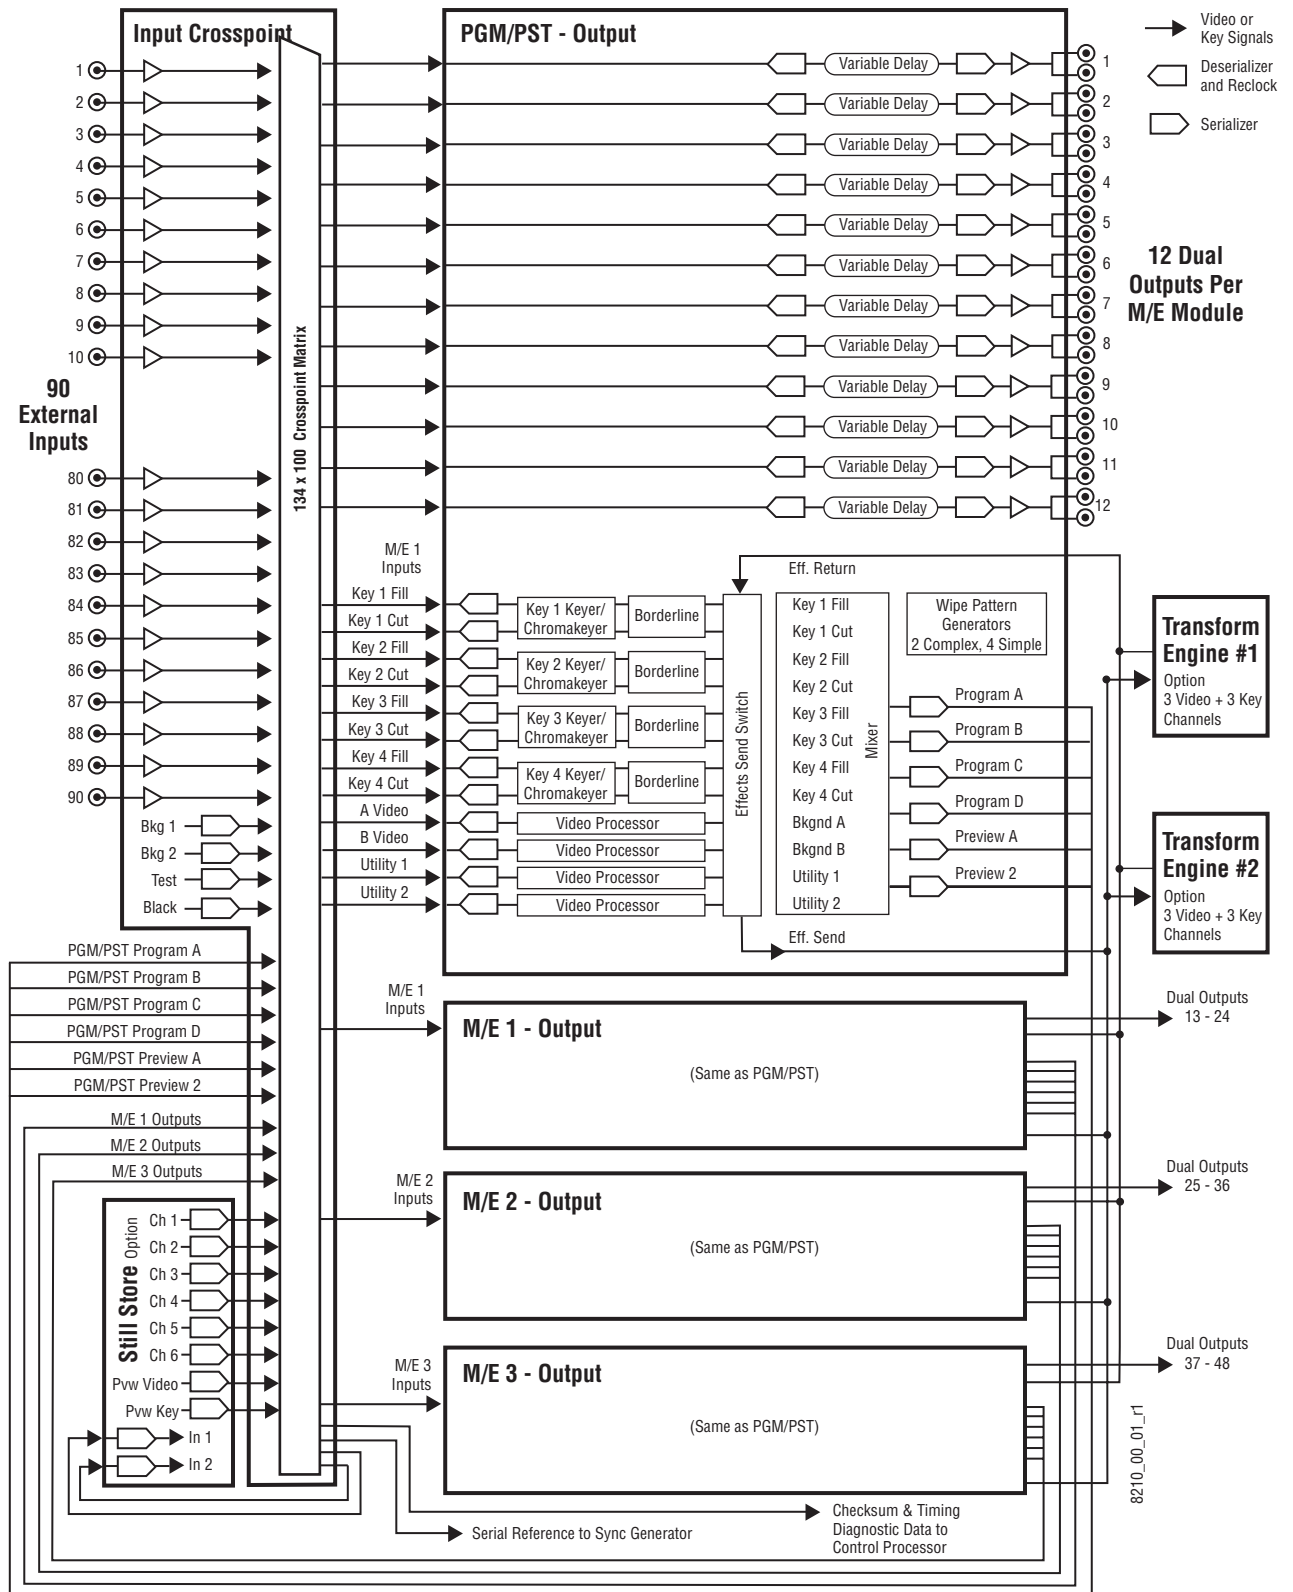 Input Crosspoint
PGM/PST - Output
Video or
Key Signals
Deserializer
and Reclock
Serializer
1
2
3
4
5
6
7
8
9
10
90
External
Inputs
80
81
82
83
84
85
86
87
88
89
90
Bkg 1
Bkg 2
Test
Black
134 x 100 Crosspoint Matrix
Variable Delay
1
Variable Delay
2
Variable Delay
3
Variable Delay
4
Variable Delay
5
Variable Delay
6
Variable Delay
7
Variable Delay
8
Variable Delay
9
Variable Delay
10
Variable Delay
11
Variable Delay
12
12 Dual
Outputs Per
M/E Module
M/E 1
Inputs
Key 1 Fill
Key 1 Cut
Key 2 Fill
Key 2 Cut
Key 3 Fill
Key 3 Cut
Key 4 Fill
Key 4 Cut
A Video
B Video
Utility 1
Utility 2
Key 1 Keyer/
Chromakeyer
Borderline
Key 2 Keyer/
Chromakeyer
Borderline
Key 3 Keyer/
Chromakeyer
Borderline
Key 4 Keyer/
Chromakeyer
Borderline
Video Processor
Video Processor
Video Processor
Video Processor
Effects Send Switch
Eff. Return
Eff. Send
Key 1 Fill
Key 1 Cut
Key 2 Fill
Key 2 Cut
Key 3 Fill
Key 3 Cut
Key 4 Fill
Key 4 Cut
Bkgnd A
Bkgnd B
Utility 1
Utility 2
Mixer
Wipe Pattern
Generators
2 Complex, 4 Simple
Program A
Program B
Program C
Program D
Preview A
Preview 2
Transform
Engine #1
Option
3 Video + 3 Key
Channels
Transform
Engine #2
Option
3 Video + 3 Key
Channels
PGM/PST Program A
PGM/PST Program B
PGM/PST Program C
PGM/PST Program D
PGM/PST Preview A
PGM/PST Preview 2
M/E 1 Outputs
M/E 2 Outputs
M/E 3 Outputs
Still Store Option
Ch 1
Ch 2
Ch 3
Ch 4
Ch 5
Ch 6
Pvw Video
Pvw Key
In 1
In 2
M/E 1
Inputs
M/E 1 - Output
(Same as PGM/PST)
Dual Outputs
13 - 24
M/E 2
Inputs
M/E 2 - Output
(Same as PGM/PST)
Dual Outputs
25 - 36
M/E 3
Inputs
M/E 3 - Output
(Same as PGM/PST)
Dual Outputs
37 - 48
8210_00_01_r1
Serial Reference to Sync Generator
Checksum & Timing
Diagnostic Data to
Control Processor